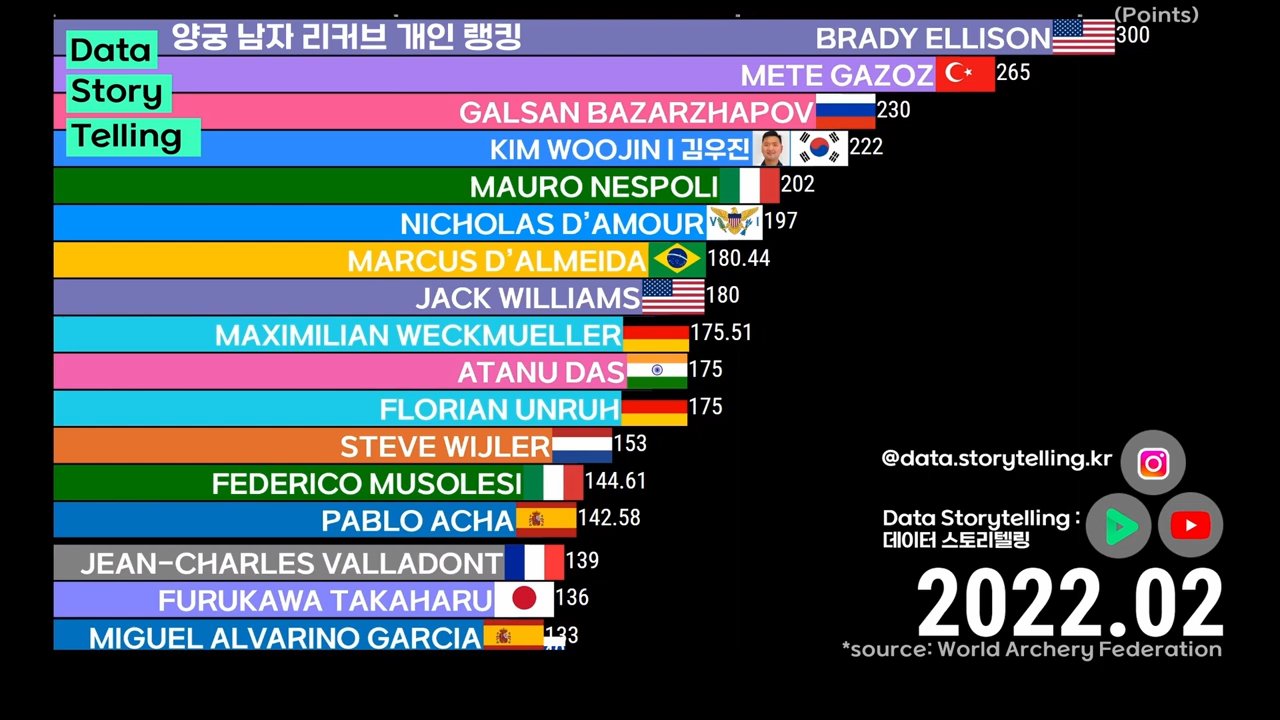 (Points)
양궁 남자 리커브 개인 랭킹
Data
Story
Telling
BRADY ELLISON 300
METE GAZOZ 265
GALSAN BAZARZHAPOV 230
KIM WOOJIN | 김우진 222
MAURO NESPOLI 202
NICHOLAS D'AMOUR V I 197
MARCUS D'ALMEIDA 180.44
JACK WILLIAMS 180
MAXIMILIAN WECKMUELLER 175.51
ATANU DAS 175
FLORIAN UNRUH 175
STEVE WIJLER 153
FEDERICO MUSOLESI 144.61
PABLO ACHA 142.58
JEAN-CHARLES VALLADONT 139
FURUKAWA TAKAHARU 136
MIGUEL ALVARINO GARCIA 133
@data.storytelling.kr
Data Storytelling :
데이터 스토리텔링
2022.02
*source: World Archery Federation